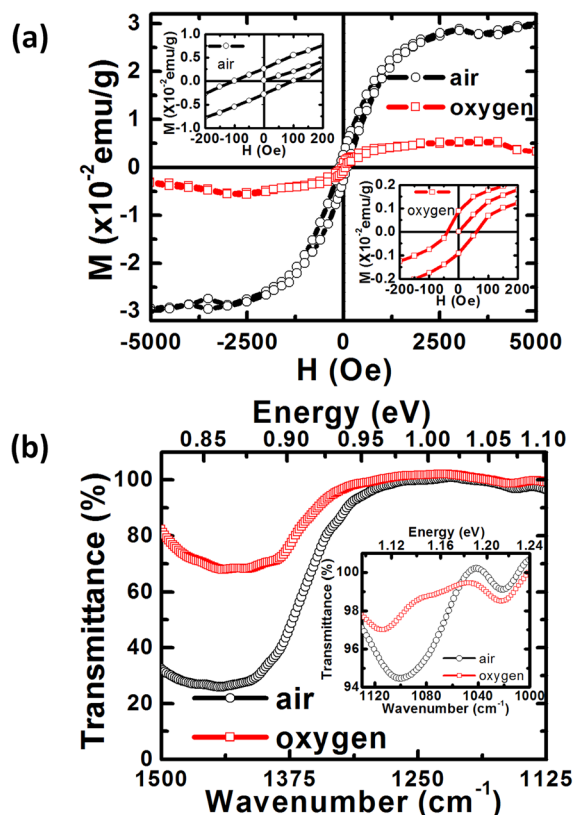 (a)
M (x10-2 emu/g)
3
2
1
0
-1
-2
-3
-5000
-2500
0
2500
5000
H (Oe)
air
oxygen
M (X10-2emu/g)
1.0
0.5
0.0
-0.5
-1.0
air
-200
-100
0
100
200
H (Oe)
M (X10-2emu/g)
0.2
0.1
0.0
-0.1
-0.2
oxygen
-200
-100
0
100
200
H (Oe)
(b)
Energy (eV)
0.85
0.90
0.95
1.00
1.05
1.10
Transmittance (%)
100
80
60
40
20
0
1500
1375
1250
1125
Wavenumber (cm-1)
air
oxygen
Energy (eV)
1.12
1.16
1.20
1.24
Transmittance (%)
100
98
96
94
1120
1080
1040
1000
Wavenumber (cm-1)
air
oxygen